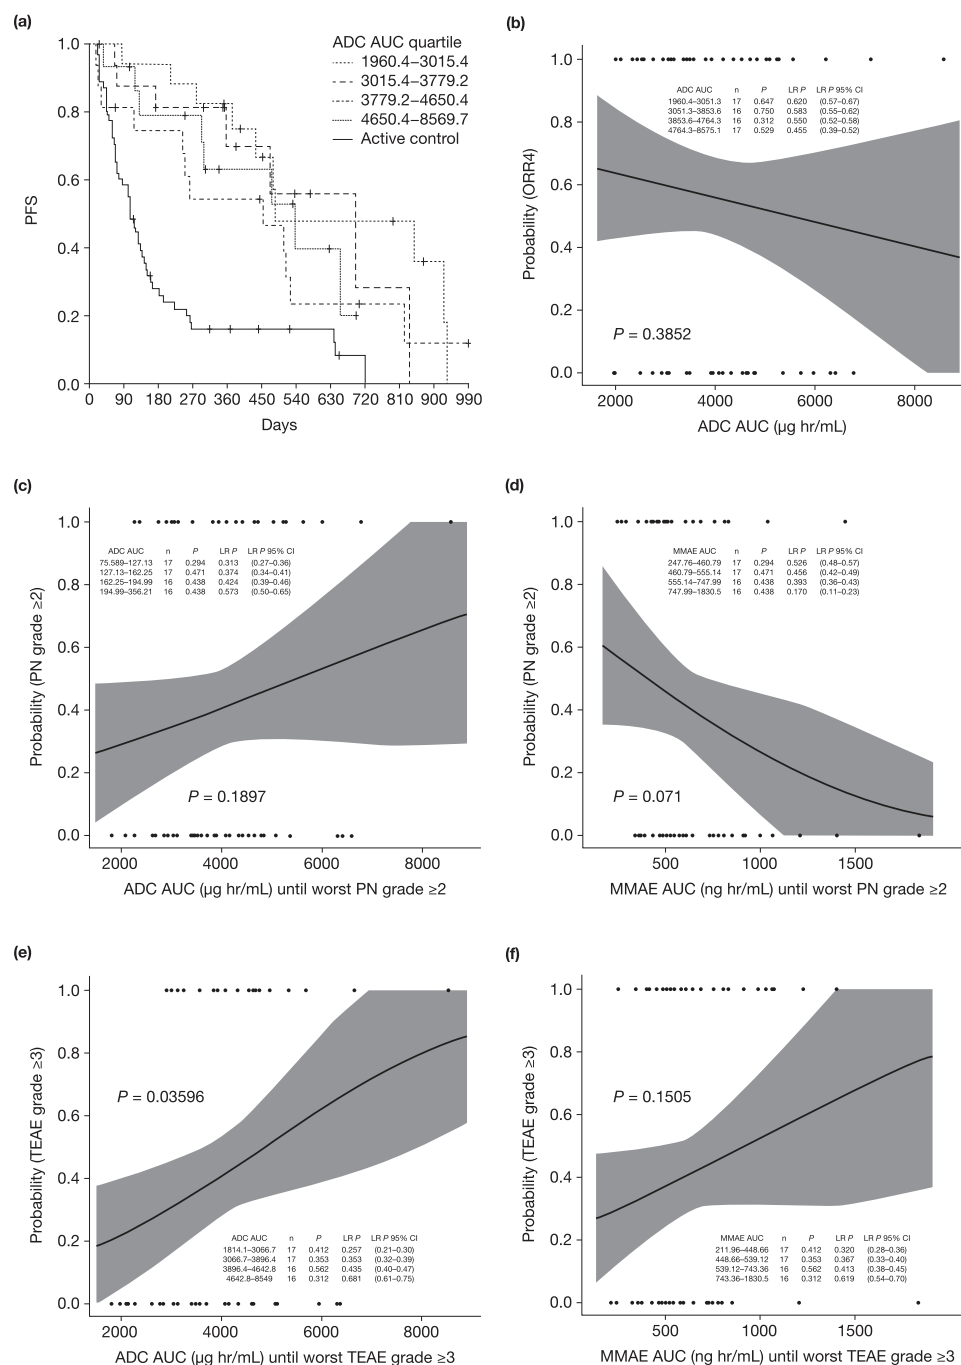 (a)
ADC AUC quartile
1960.4–3015.4
3015.4–3779.2
3779.2–4650.4
4650.4–8569.7
Active control
PFS
1.0
0.8
0.6
0.4
0.2
0.0
0 90 180 270 360 450 540 630 720 810 900 990
Days
(b)
Probability (ORR4)
1.0
0.8
0.6
0.4
0.2
0.0
ADC AUC n P LR P LR P 95% CI
1960.4–3051.3 17 0.647 0.620 (0.57–0.67)
3051.3–3853.6 16 0.750 0.583 (0.55–0.62)
3853.6–4764.3 16 0.312 0.550 (0.52–0.58)
4764.3–8575.1 17 0.529 0.455 (0.39–0.52)
P = 0.3852
2000 4000 6000 8000
ADC AUC (µg hr/mL)
(c)
Probability (PN grade ≥2)
1.0
0.8
0.6
0.4
0.2
0.0
ADC AUC n P LR P LR P 95% CI
75.589–127.13 17 0.294 0.313 (0.27–0.36)
127.13–162.25 17 0.471 0.374 (0.34–0.41)
162.25–194.99 16 0.438 0.424 (0.39–0.46)
194.99–356.21 16 0.438 0.573 (0.50–0.65)
P = 0.1897
2000 4000 6000 8000
ADC AUC (µg hr/mL) until worst PN grade ≥2
(d)
Probability (PN grade ≥2)
1.0
0.8
0.6
0.4
0.2
0.0
MMAE AUC n P LR P LR P 95% CI
247.76–460.79 17 0.294 0.526 (0.48–0.57)
460.79–555.14 17 0.471 0.456 (0.42–0.49)
555.14–747.99 16 0.438 0.393 (0.36–0.43)
747.99–1830.5 16 0.438 0.170 (0.11–0.23)
P = 0.071
500 1000 1500
MMAE AUC (ng hr/mL) until worst PN grade ≥2
(e)
Probability (TEAE grade ≥3)
1.0
0.8
0.6
0.4
0.2
0.0
P = 0.03596
ADC AUC n P LR P LR P 95% CI
1814.1–3066.7 17 0.412 0.257 (0.21–0.30)
3066.7–3896.4 17 0.353 0.353 (0.32–0.39)
3896.4–4642.8 16 0.562 0.435 (0.40–0.47)
4642.8–8549 16 0.312 0.681 (0.61–0.75)
2000 4000 6000 8000
ADC AUC (µg hr/mL) until worst TEAE grade ≥3
(f)
Probability (TEAE grade ≥3)
1.0
0.8
0.6
0.4
0.2
0.0
P = 0.1505
MMAE AUC n P LR P LR P 95% CI
211.96–448.66 17 0.412 0.320 (0.28–0.36)
448.66–539.12 17 0.353 0.367 (0.33–0.40)
539.12–743.36 16 0.562 0.413 (0.38–0.45)
743.36–1830.5 16 0.312 0.619 (0.54–0.70)
500 1000 1500
MMAE AUC (ng hr/mL) until worst TEAE grade ≥3